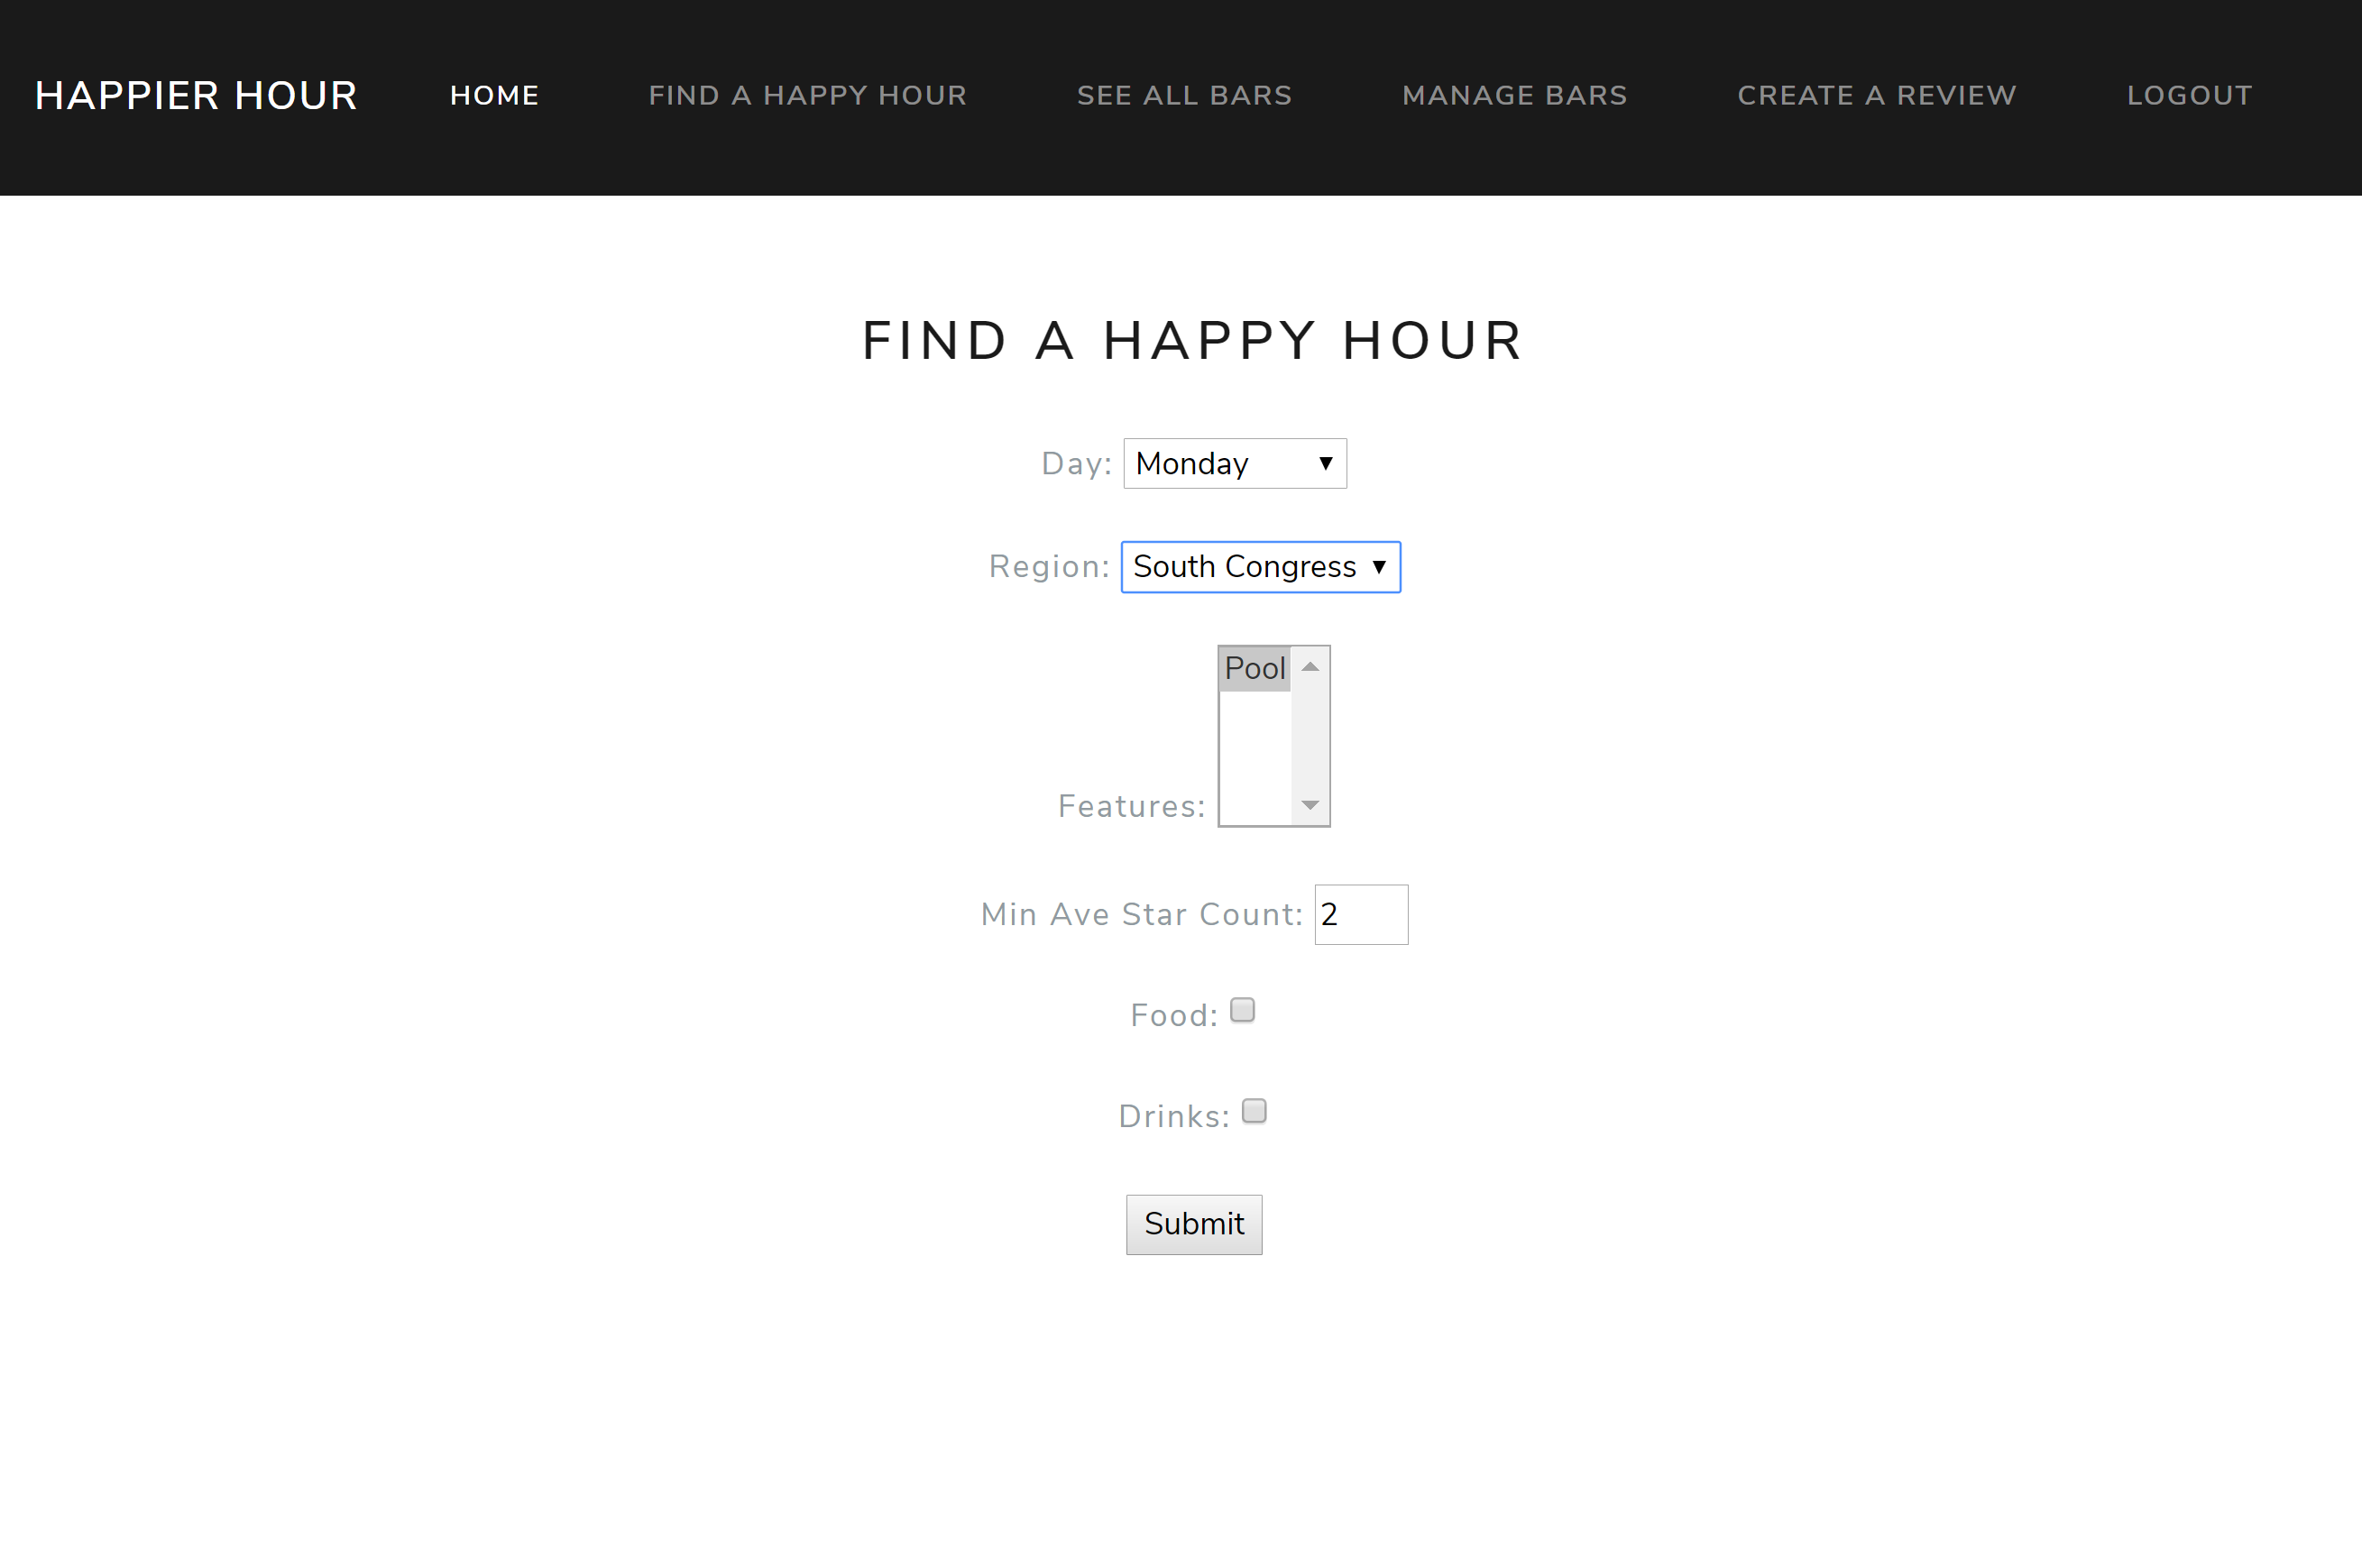 HAPPIER HOUR HOME FIND A HAPPY HOUR SEE ALL BARS MANAGE BARS CREATE A REVIEW LOGOUT
FIND A HAPPY HOUR
Day: Monday
Region: South Congress
Pool
Features:
Min Ave Star Count: 2
Food:
Drinks:
Submit